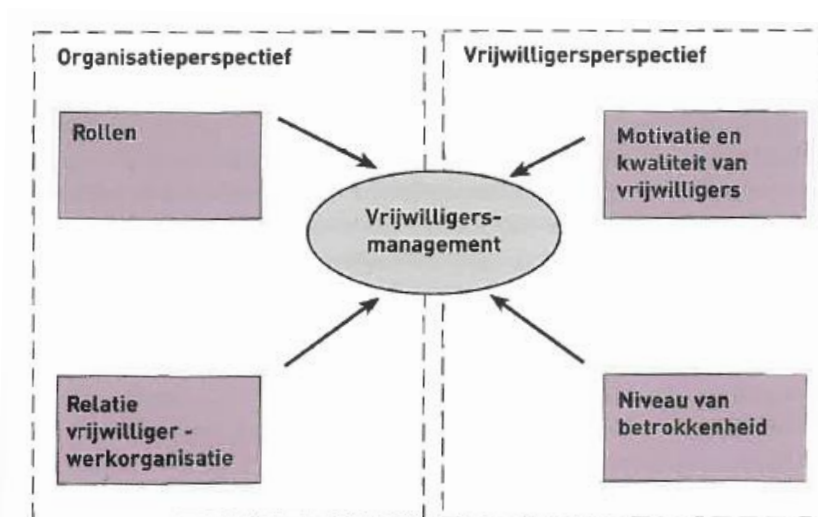 Organisatieperspectief
Vrijwilligersperspectief
Rollen
Motivatie en
kwaliteit van
vrijwilligers
Vrijwilligers-
management
Relatie
vrijwilliger -
werkorganisatie
Niveau van
betrokkenheid